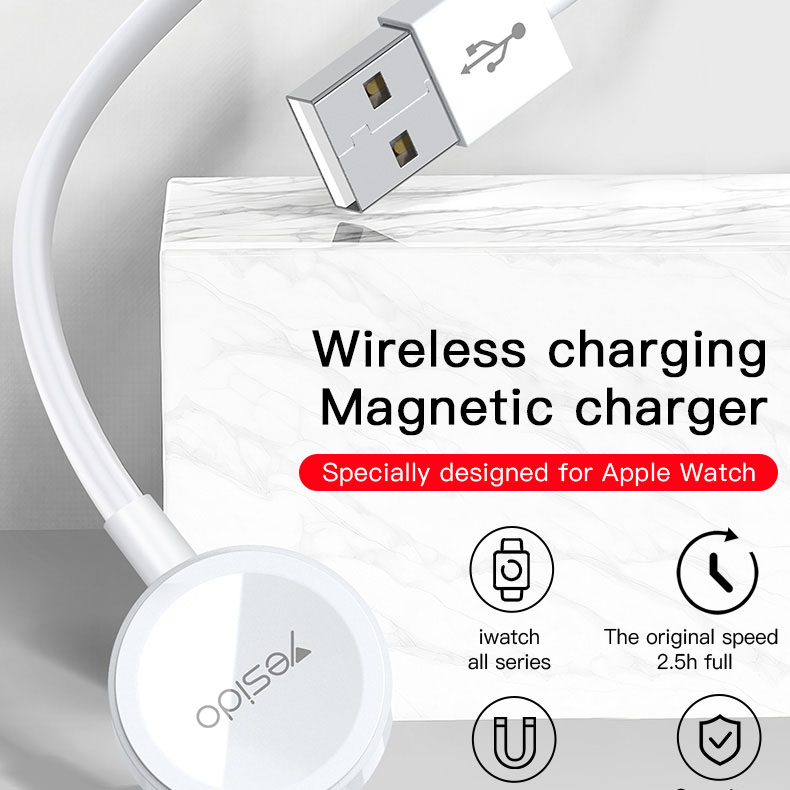 Wireless charging
Magnetic charger
Specially designed for Apple Watch
iwatch
all series
The original speed
2.5h full
Yesido